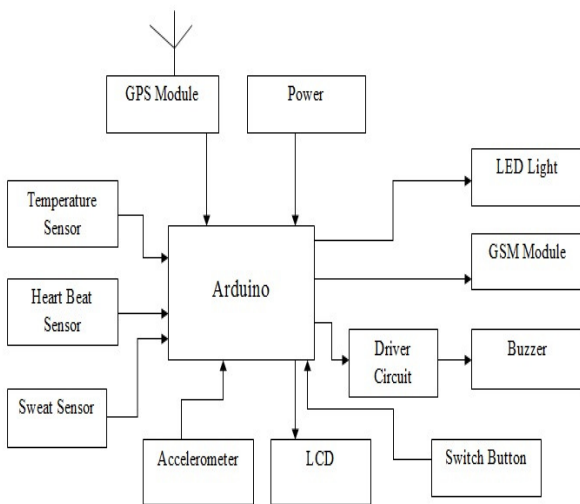 GPS Module
Power
LED Light
Temperature
Sensor
GSM Module
Arduino
Heart Beat
Sensor
Driver
Circuit
Buzzer
Sweat Sensor
Accelerometer
LCD
Switch Button